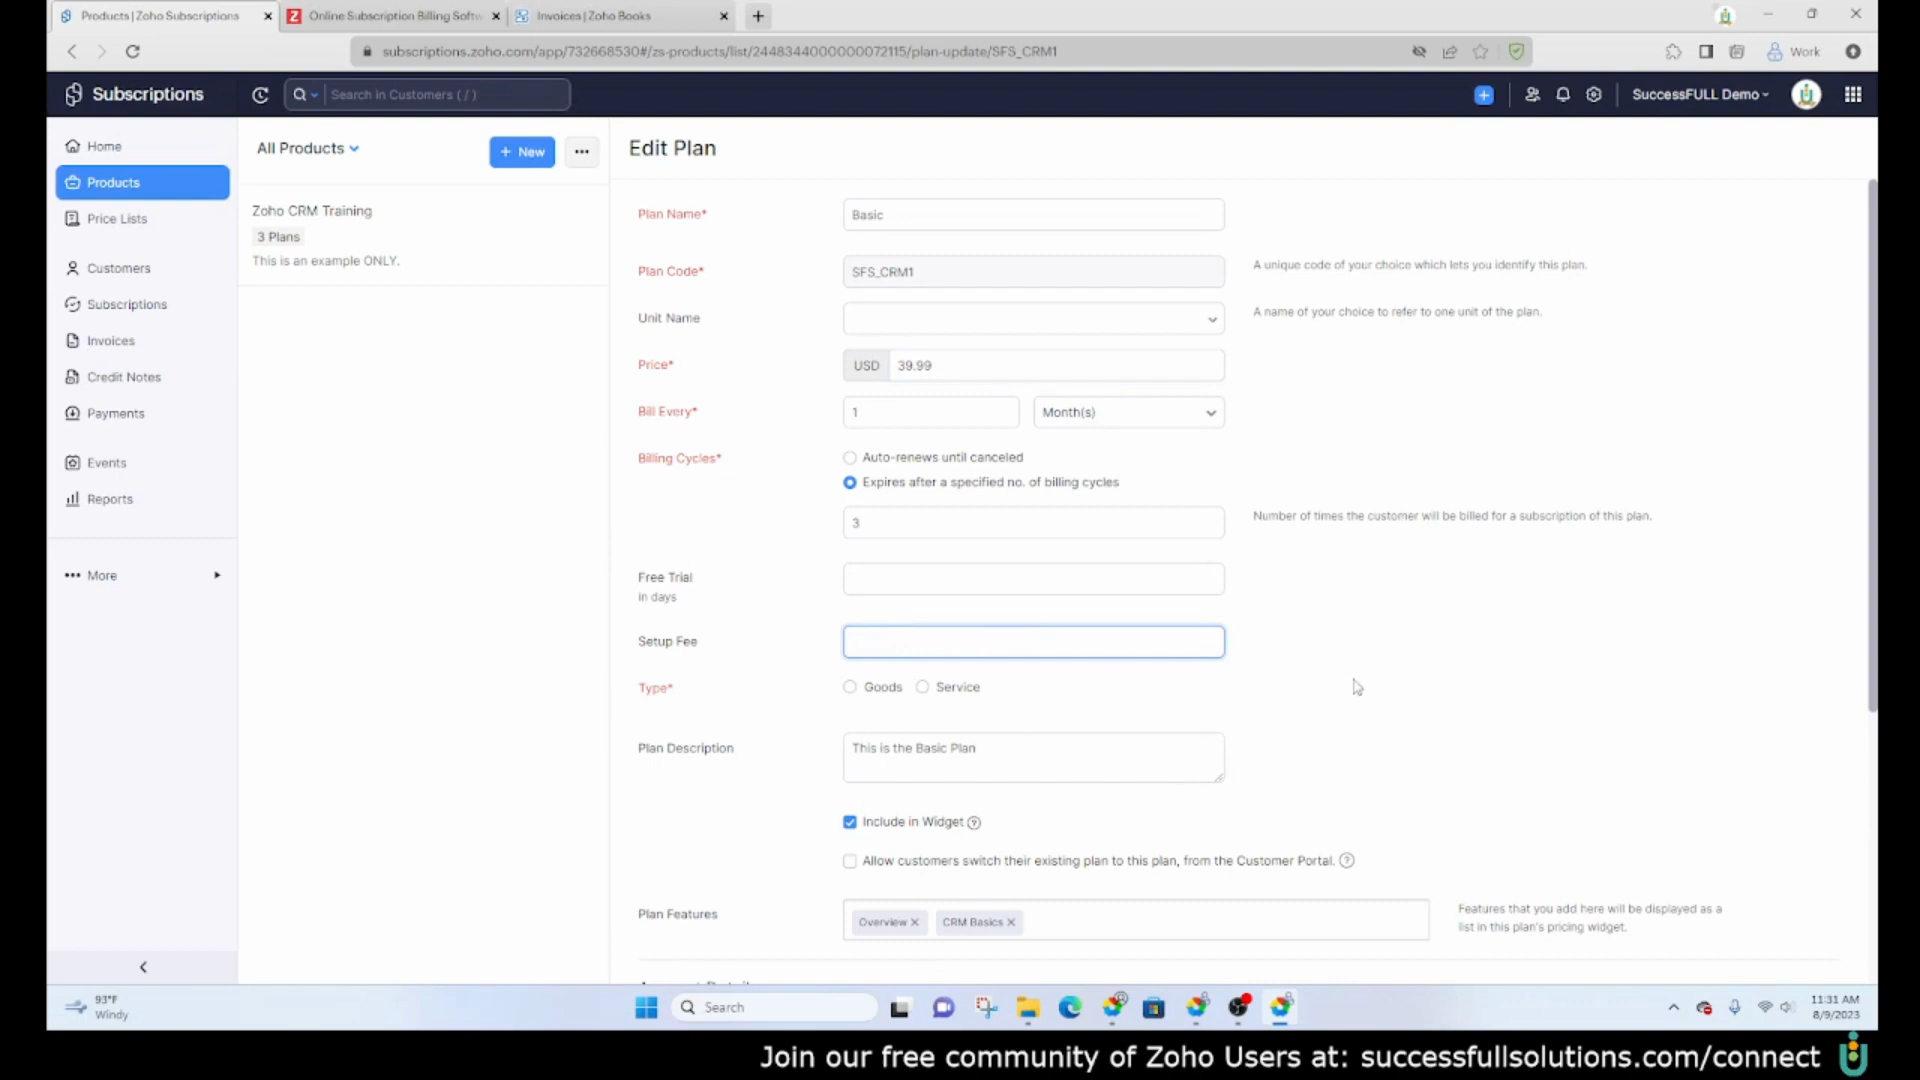 Products | Zoho Subscriptions
Online Subscription Billing Softw
Invoices | Zoho Books
subscriptions.zoho.com/app/732668530#/zs-products/list/2448344000000072115/plan-update/SFS_CRM1
Work
Subscriptions
Search in Customers ( / )
SuccessFULL Demo
Home
Products
Price Lists
Customers
Subscriptions
Invoices
Credit Notes
Payments
Events
Reports
More
All Products
+ New
Zoho CRM Training
3 Plans
This is an example ONLY.
Edit Plan
Plan Name*
Basic
Plan Code*
SFS_CRM1
A unique code of your choice which lets you identify this plan.
Unit Name
A name of your choice to refer to one unit of the plan.
Price*
USD 39.99
Bill Every*
1
Month(s)
Billing Cycles*
Auto-renews until canceled
Expires after a specified no. of billing cycles
3
Number of times the customer will be billed for a subscription of this plan.
Free Trial
in days
Setup Fee
Type*
Goods
Service
Plan Description
This is the Basic Plan
Include in Widget
Allow customers switch their existing plan to this plan, from the Customer Portal.
Plan Features
Overview
CRM Basics
Features that you add here will be displayed as a
list in this plan's pricing widget.
93°F
Windy
Search
11:31 AM
8/9/2023
Join our free community of Zoho Users at: successfullsolutions.com/connect